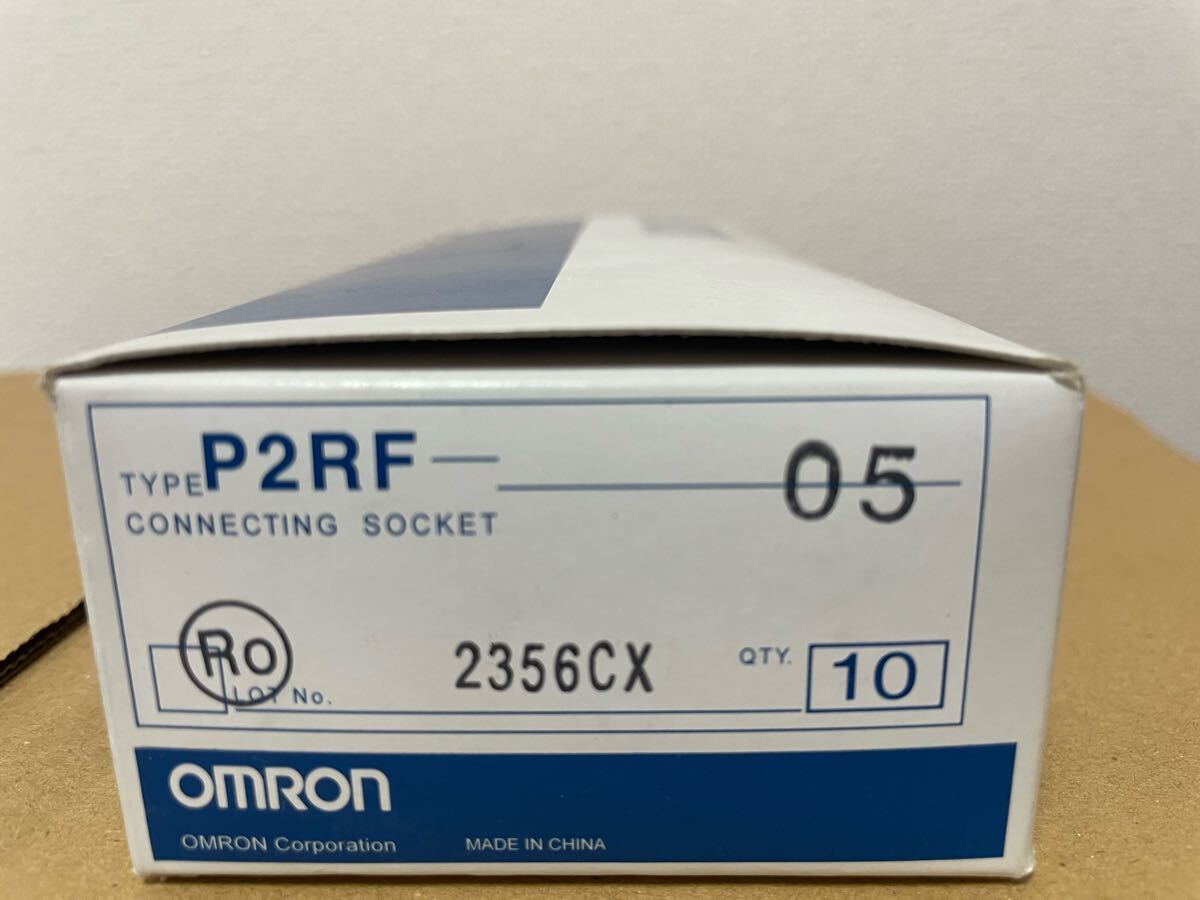 TYPE P2RF— 05
CONNECTING SOCKET
Ro LOT No. 2356CX QTY. 10
OMRON
OMRON Corporation MADE IN CHINA